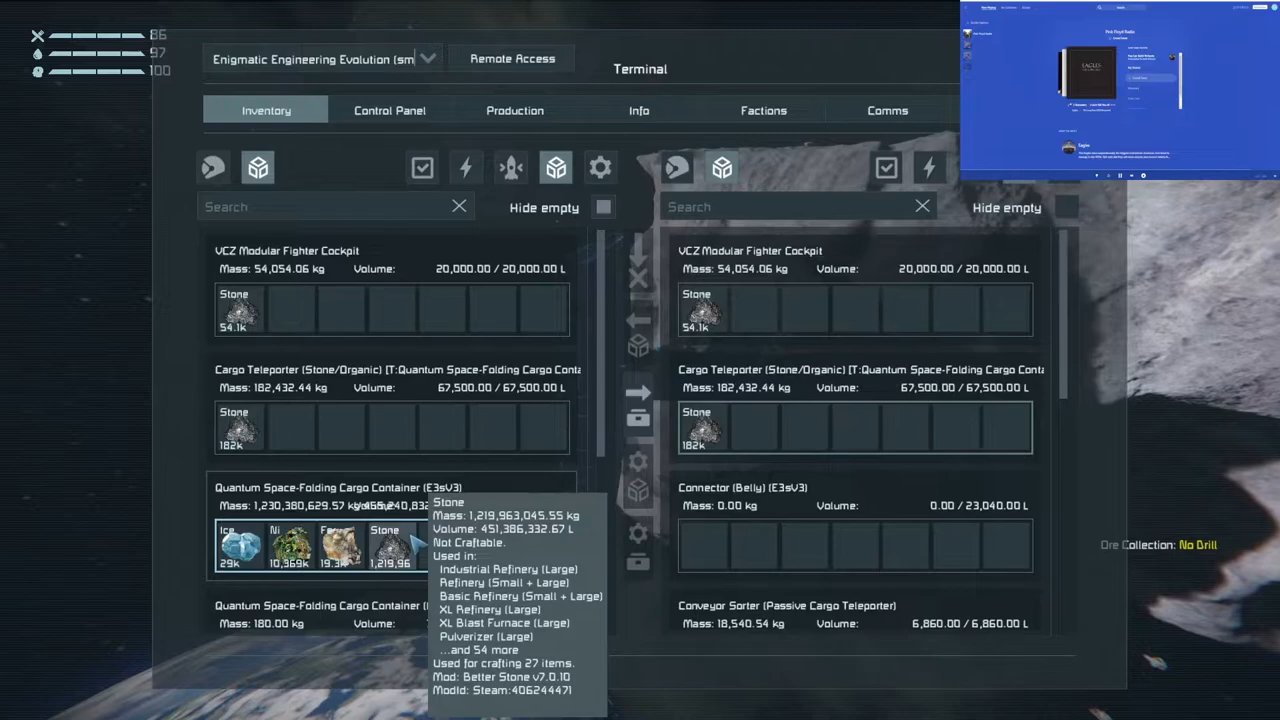 86
97
100
Enigmatic Engineering Evolution (sm
Remote Access
Terminal
Inventory
Control Panel
Production
Info
Factions
Comms
Search
Hide empty
Search
Hide empty
VCZ Modular Fighter Cockpit
Mass: 54,054.06 kg Volume: 20,000.00 / 20,000.00 L
Stone
54.1k
Cargo Teleporter (Stone/Organic) [T:Quantum Space-Folding Cargo Conta
Mass: 182,432.44 kg Volume: 67,500.00 / 67,500.00 L
Stone
182k
Quantum Space-Folding Cargo Container (E3sV3)
Mass: 1,230,380,629.57 kg
Ice
29k
Ni
10,369k
19.3k
Stone
1,219,96
Quantum Space-Folding Cargo Container
Mass: 180.00 kg
Stone
Mass: 1,219,963,045.55 kg
Volume: 451,386,332.67 L
Not Craftable.
Used in:
Industrial Refinery (Large)
Refinery (Small + Large)
Basic Refinery (Small + Large)
XL Refinery (Large)
XL Blast Furnace (Large)
Pulverizer (Large)
...and 54 more
Used for crafting 27 items.
Mod: Better Stone v7.0.10
ModId: Steam:406244471
VCZ Modular Fighter Cockpit
Mass: 54,054.06 kg Volume: 20,000.00 / 20,000.00 L
Stone
54.1k
Cargo Teleporter (Stone/Organic) [T:Quantum Space-Folding Cargo Conta
Mass: 182,432.44 kg Volume: 67,500.00 / 67,500.00 L
Stone
182k
Connector (Belly) (E3sV3)
Mass: 0.00 kg Volume: 0.00 / 23,040.00 L
Conveyor Sorter (Passive Cargo Teleporter)
Mass: 18,540.54 kg Volume: 6,860.00 / 6,860.00 L
Ore Collection: No Drill
Pink Floyd Radio
EAGLES
Eagles